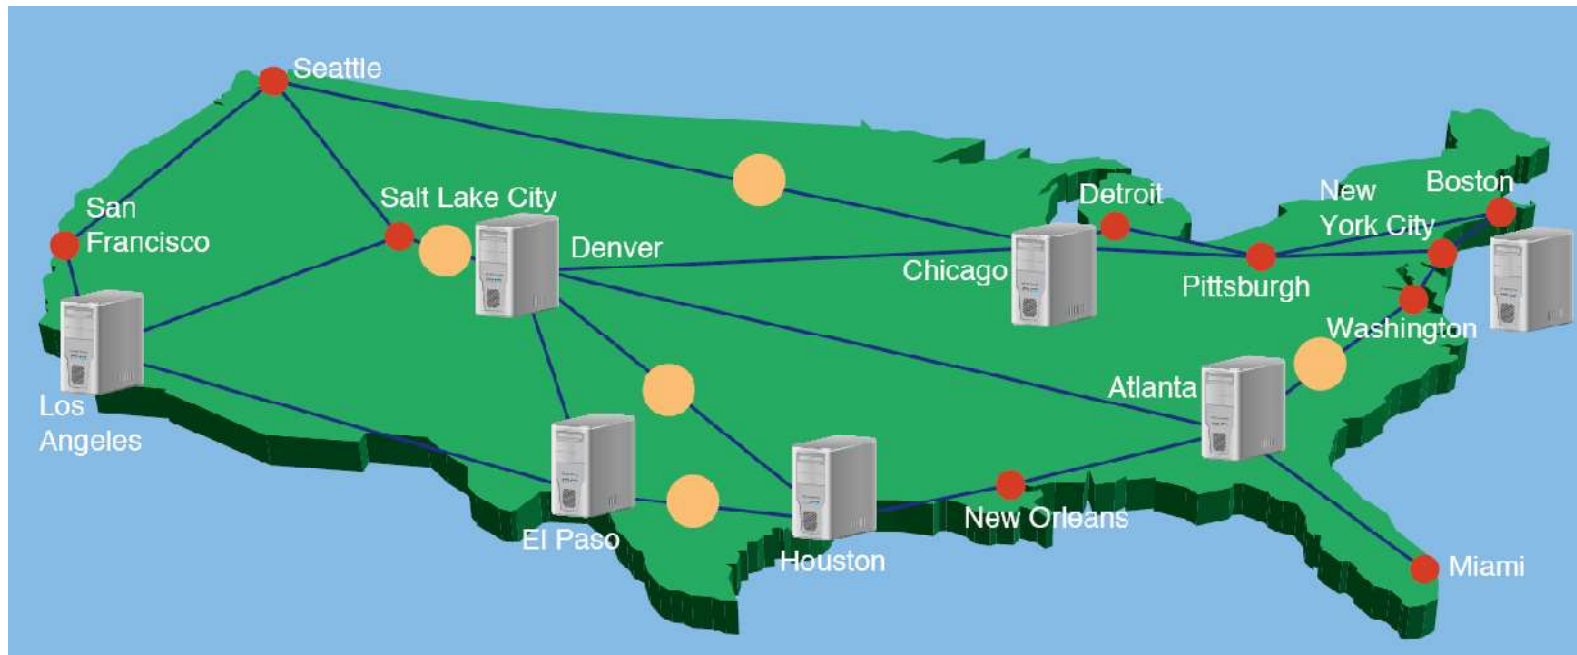 Seattle
San
Francisco
Salt Lake City
Denver
Los
Angeles
El Paso
Houston
New Orleans
Chicago
Detroit
Pittsburgh
New
York City
Boston
Washington
Atlanta
Miami